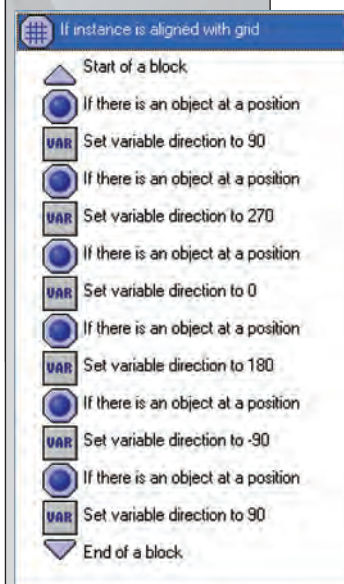 If instance is aligned with grid
Start of a block
If there is an object at a position
VAR Set variable direction to 90
If there is an object at a position
VAR Set variable direction to 270
If there is an object at a position
VAR Set variable direction to 0
If there is an object at a position
VAR Set variable direction to 180
If there is an object at a position
VAR Set variable direction to -90
If there is an object at a position
VAR Set variable direction to 90
End of a block